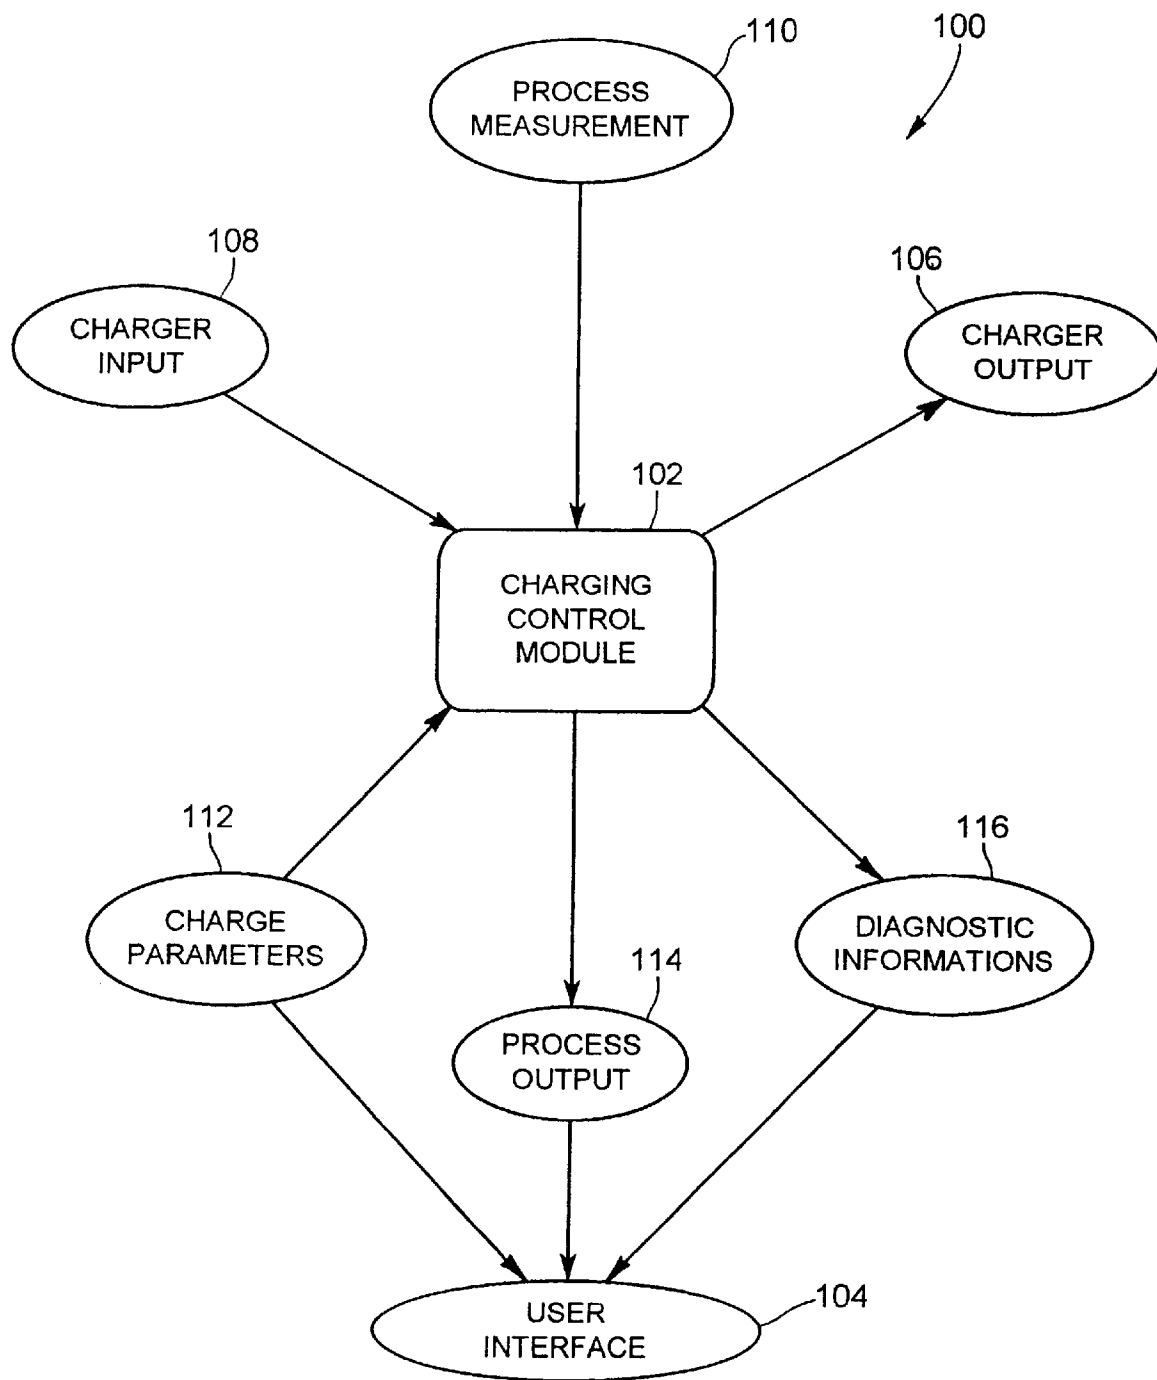 110
100
PROCESS
MEASUREMENT
108
106
CHARGER
INPUT
CHARGER
OUTPUT
102
CHARGING
CONTROL
MODULE
112
116
CHARGE
PARAMETERS
DIAGNOSTIC
INFORMATIONS
114
PROCESS
OUTPUT
104
USER
INTERFACE